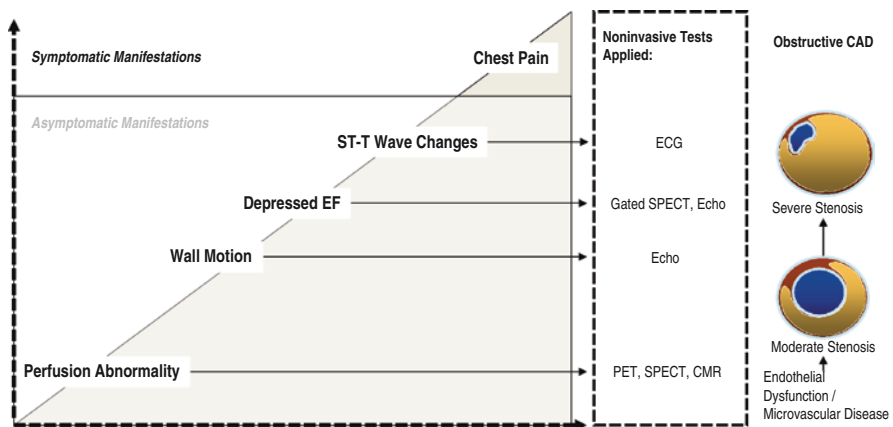 Symptomatic Manifestations
Asymptomatic Manifestations
Chest Pain
ST-T Wave Changes
Depressed EF
Wall Motion
Perfusion Abnormality
Noninvasive Tests
Applied:
ECG
Gated SPECT, Echo
Echo
PET, SPECT, CMR
Obstructive CAD
Severe Stenosis
Moderate Stenosis
Endothelial
Dysfunction /
Microvascular Disease